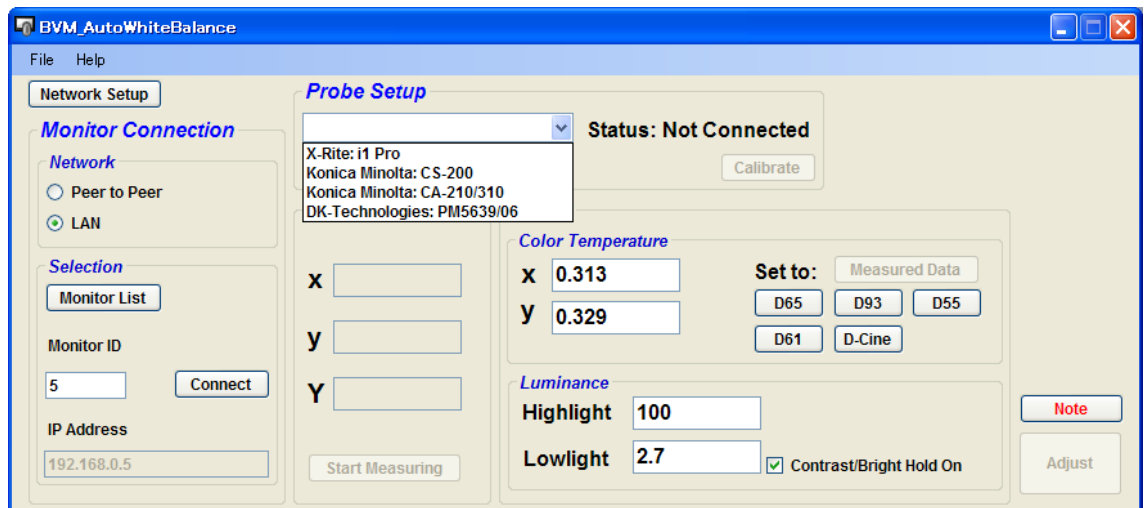 BVM_AutoWhiteBalance
File Help
Network Setup
Monitor Connection
Network
Peer to Peer
LAN
Selection
Monitor List
Monitor ID
5
Connect
IP Address
192.168.0.5
Probe Setup
Status: Not Connected
X-Rite: i1 Pro
Konica Minolta: CS-200
Konica Minolta: CA-210/310
DK-Technologies: PM5639/06
Calibrate
x
y
Y
Start Measuring
Color Temperature
x 0.313
y 0.329
Set to: Measured Data
D65 D93 D55
D61 D-Cine
Luminance
Highlight 100
Lowlight 2.7
Contrast/Bright Hold On
Note
Adjust